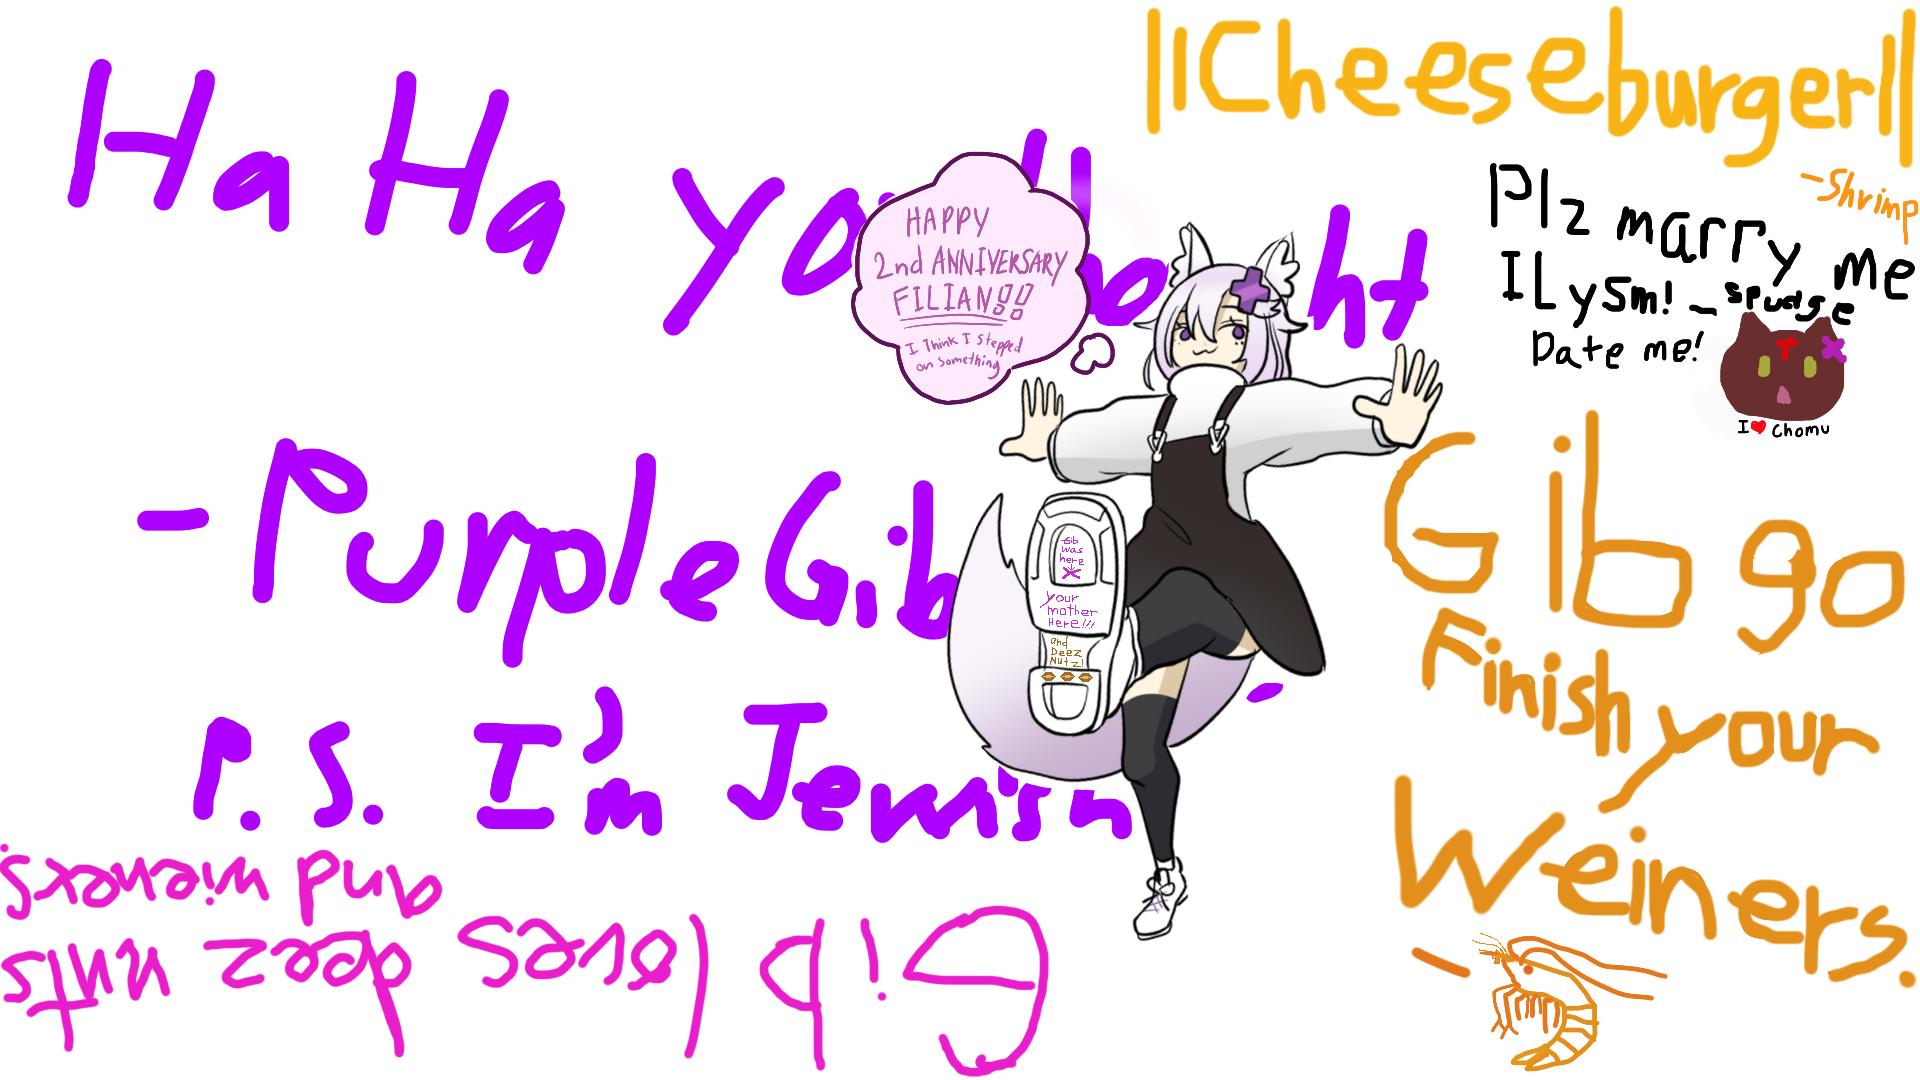 Ha Ha you ht
- PurpleGib
P.S. I'm Jewish
||Cheeseburger||
-Shrimp
Plz marry me
ILysm! - spudge
Date me!
I ❤ Chomu
HAPPY
2nd ANNIVERSARY
FILIAN!!
I Think I Stepped
on Something
Gib
was
here
X
your
mother
Here!!!
and
Deez
Nutz!
Gib go
Finish your
Weiners.
-
Gib loves deez nuts
and wieners.